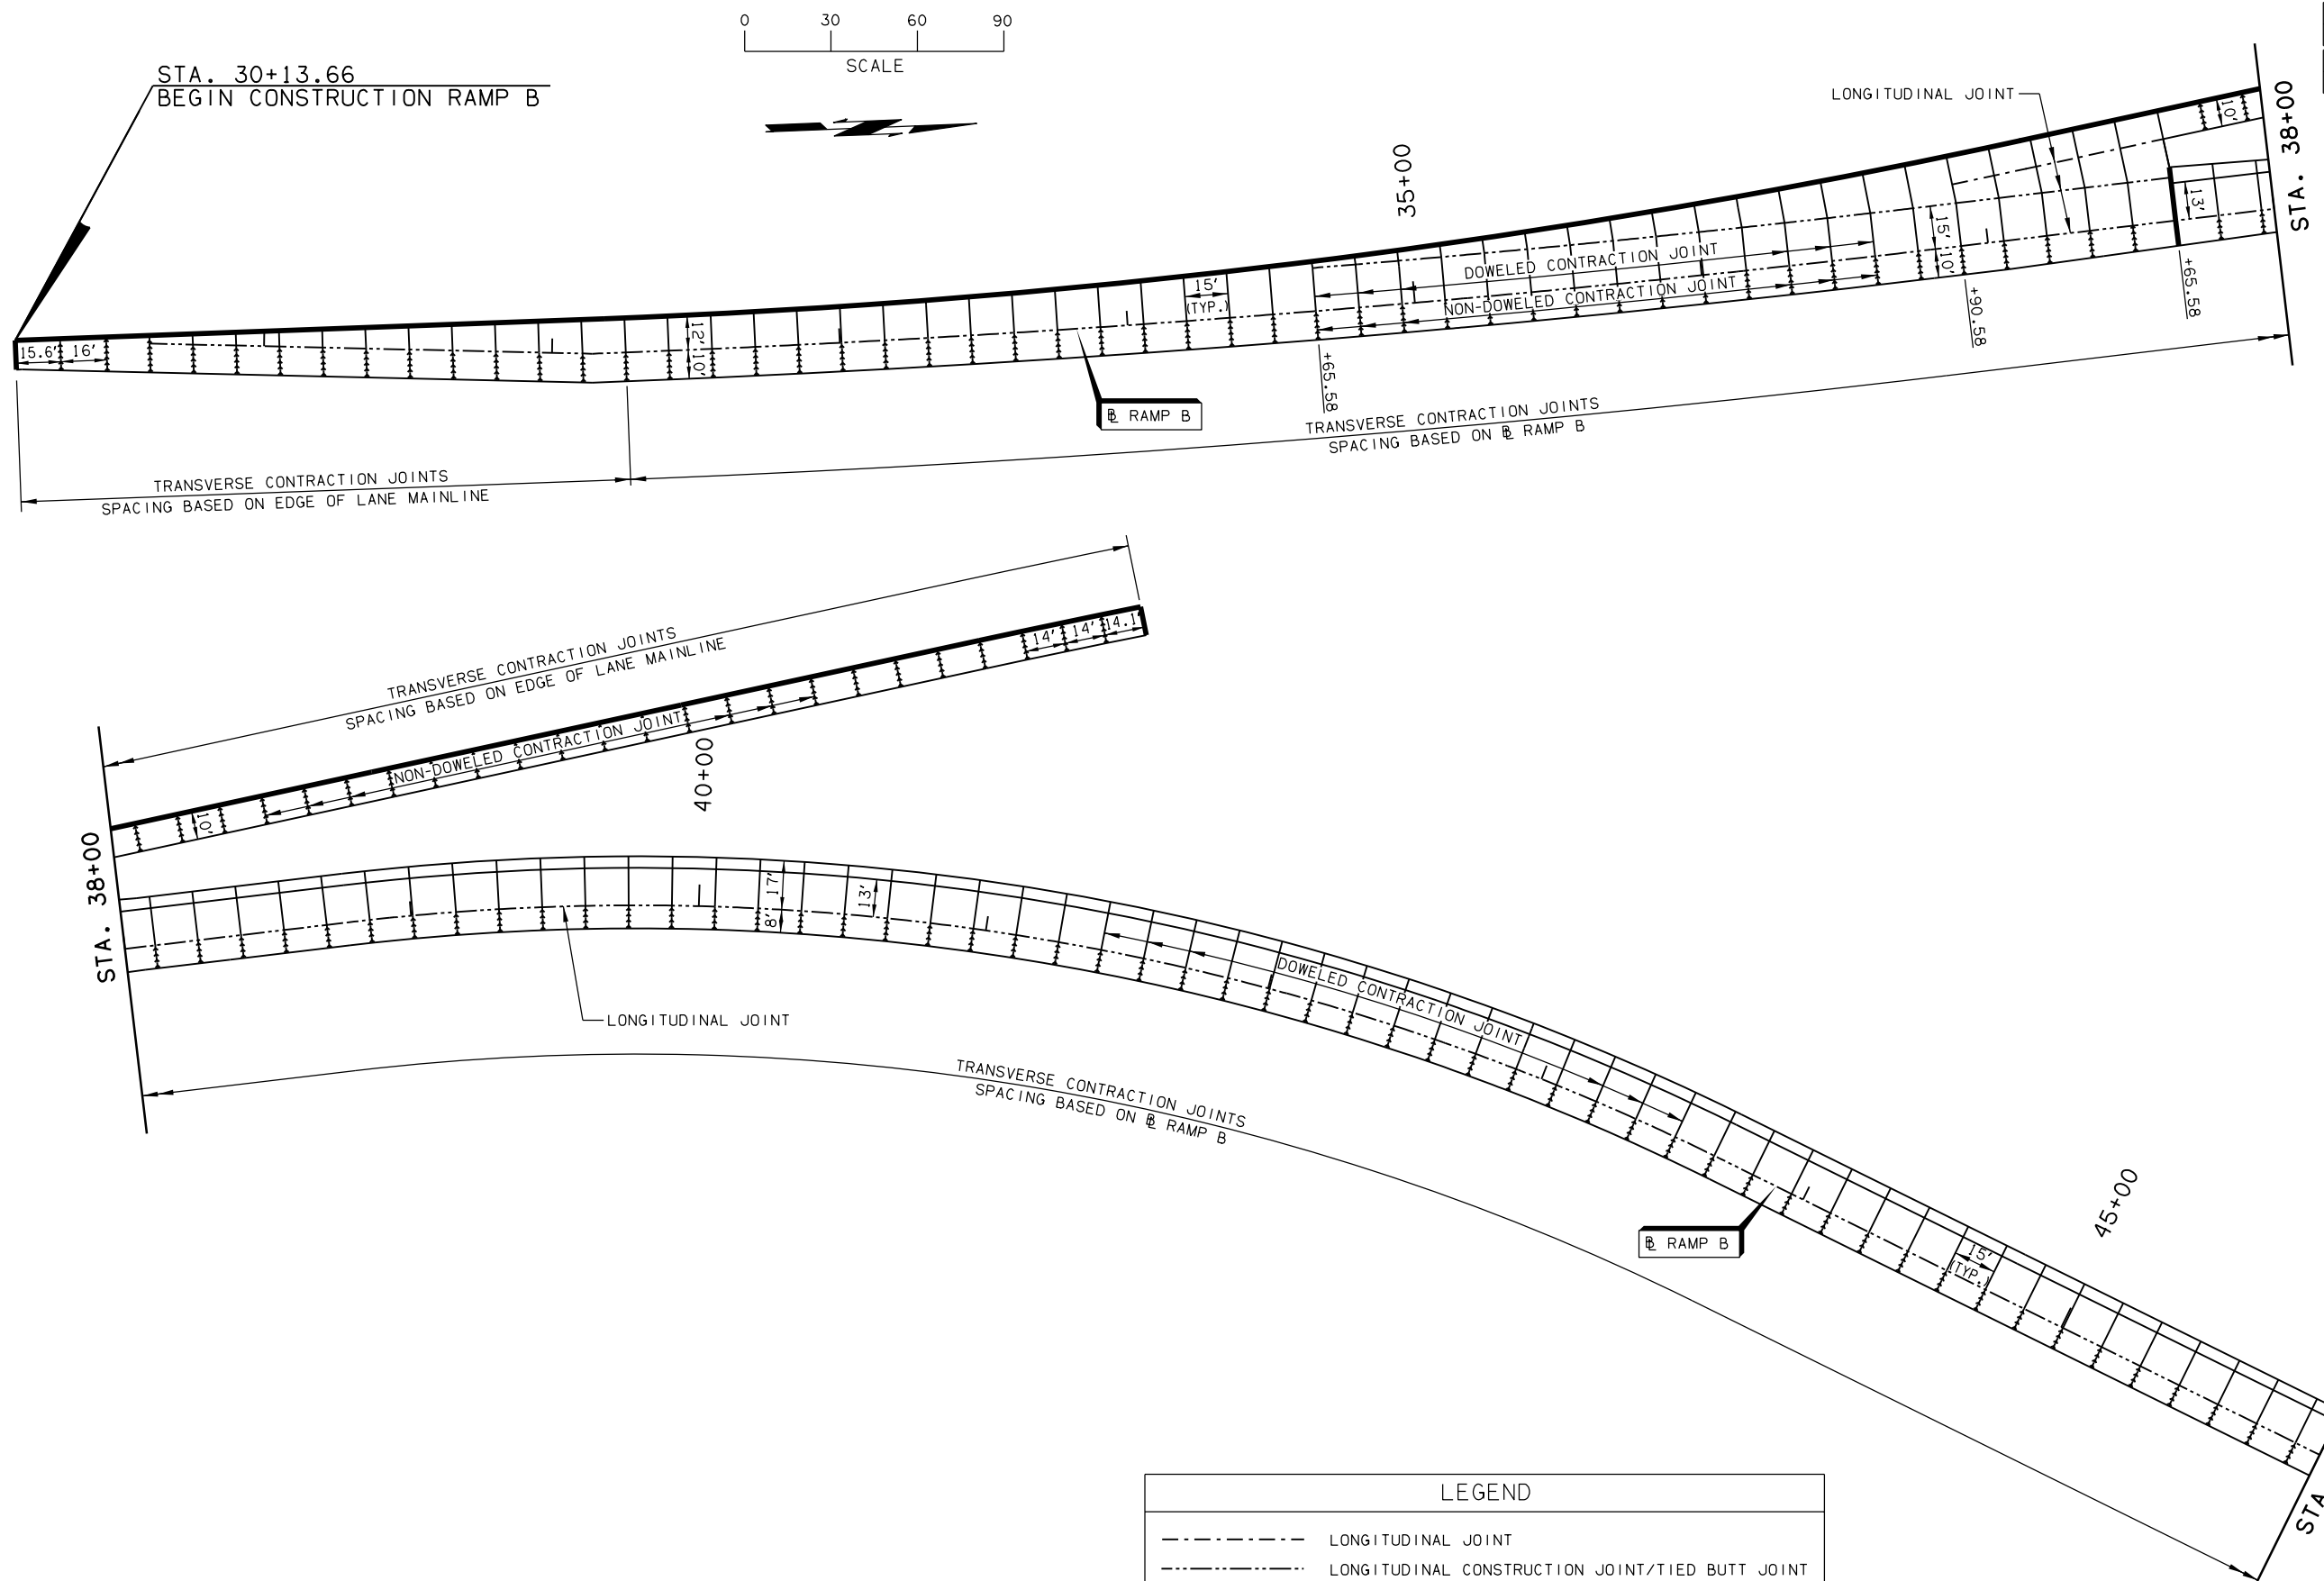 0 30 60 90
SCALE
STA. 30+13.66
BEGIN CONSTRUCTION RAMP B
LONGITUDINAL JOINT
10'
STA. 38+00
35+00
13'
15'
10'
DOWELED CONTRACTION JOINT
NON-DOWELED CONTRACTION JOINT
15'
(TYP.)
12'
10'
15.6'
16'
+65.58
+90.58
+65.58
℄ RAMP B
TRANSVERSE CONTRACTION JOINTS
SPACING BASED ON ℄ RAMP B
TRANSVERSE CONTRACTION JOINTS
SPACING BASED ON EDGE OF LANE MAINLINE
TRANSVERSE CONTRACTION JOINTS
SPACING BASED ON EDGE OF LANE MAINLINE
14'
14'
14.1'
NON-DOWELED CONTRACTION JOINT
10'
40+00
STA. 38+00
17'
8'
13'
LONGITUDINAL JOINT
DOWELED CONTRACTION JOINT
TRANSVERSE CONTRACTION JOINTS
SPACING BASED ON ℄ RAMP B
℄ RAMP B
15'
(TYP.)
45+00
STA
LEGEND
LONGITUDINAL JOINT
LONGITUDINAL CONSTRUCTION JOINT/TIED BUTT JOINT